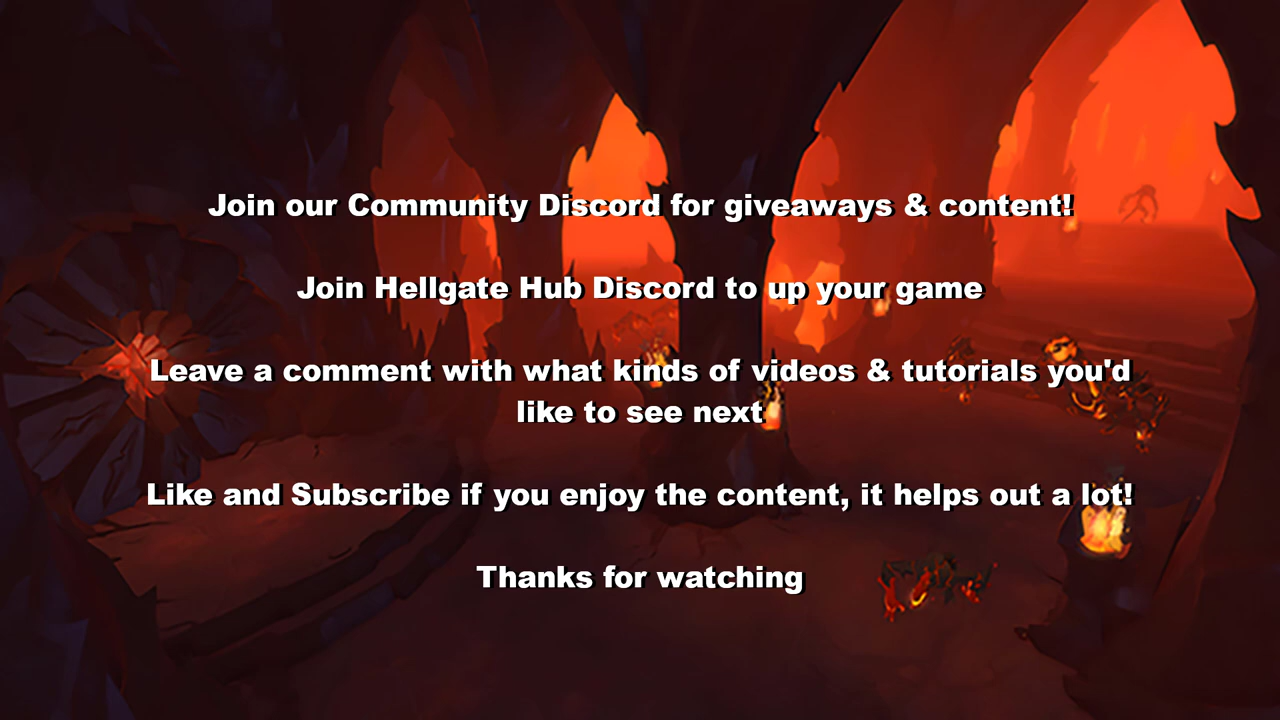 Join our Community Discord for giveaways & content!
Join Hellgate Hub Discord to up your game
Leave a comment with what kinds of videos & tutorials you'd
like to see next
Like and Subscribe if you enjoy the content, it helps out a lot!
Thanks for watching